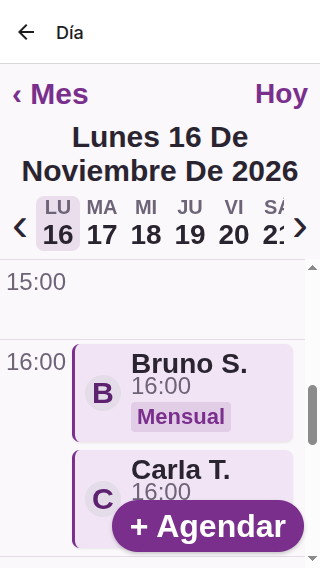 Día
‹ Mes
Hoy
Lunes 16 De
Noviembre De 2026
‹ LU MA MI JU VI ›
16 17 18 19 20
15:00
16:00
B
Bruno S.
16:00
Mensual
C
Carla T.
16:00
+ Agendar